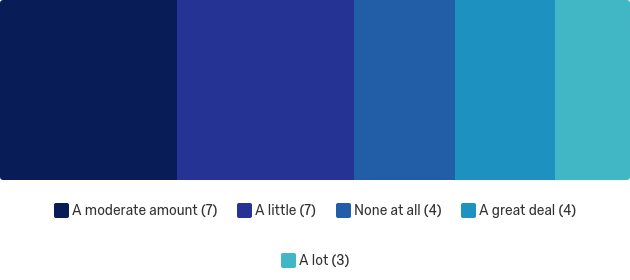 A moderate amount (7) A little (7) None at all (4) A great deal (4)
A lot (3)